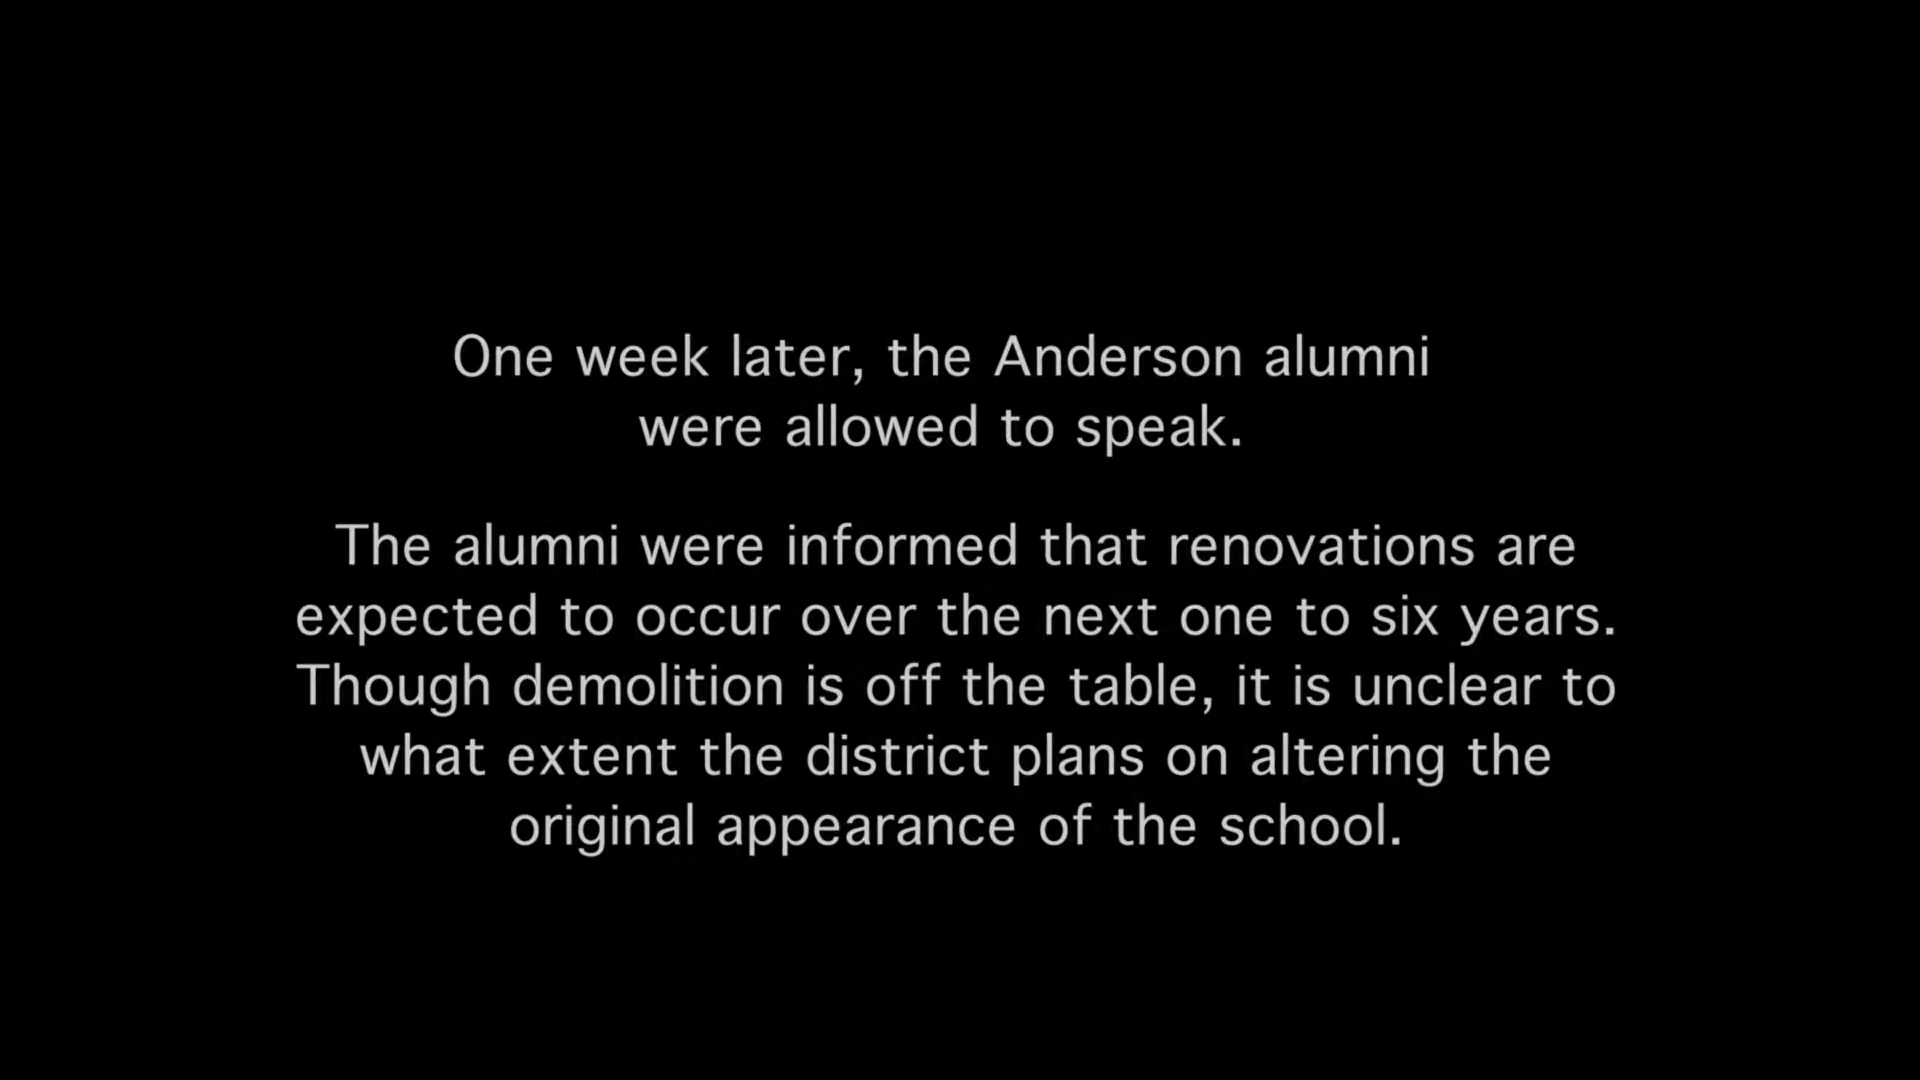 One week later, the Anderson alumni
were allowed to speak.
The alumni were informed that renovations are
expected to occur over the next one to six years.
Though demolition is off the table, it is unclear to
what extent the district plans on altering the
original appearance of the school.